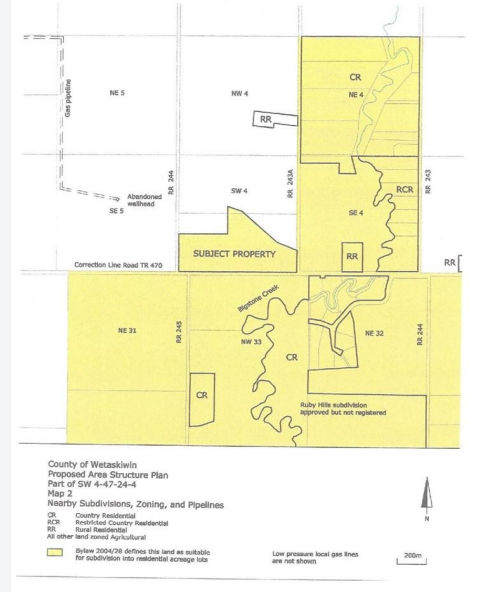 CR
NE 5
NW 4
NE 4
Gas pipeline
RR
RR 244
RR 243A
RR 243
RCR
Abandoned
wellhead
SE 5
SW 4
SE 4
SUBJECT PROPERTY
RR
RR
Correction Line Road TR 470
Bigstone Creek
NE 31
RR 245
NW 33
NE 32
RR 244
CR
CR
Ruby Hills subdivision
approved but not registered
County of Wetaskiwin
Proposed Area Structure Plan
Part of SW 4-47-24-4
Map 2
Nearby Subdivisions, Zoning, and Pipelines
CR Country Residential
RCR Restricted Country Residential
RR Rural Residential
All other land zoned Agricultural
N
Bylaw 2004/28 defines this land as suitable
for subdivision into residential acreage lots
Low pressure local gas lines
are not shown
200m